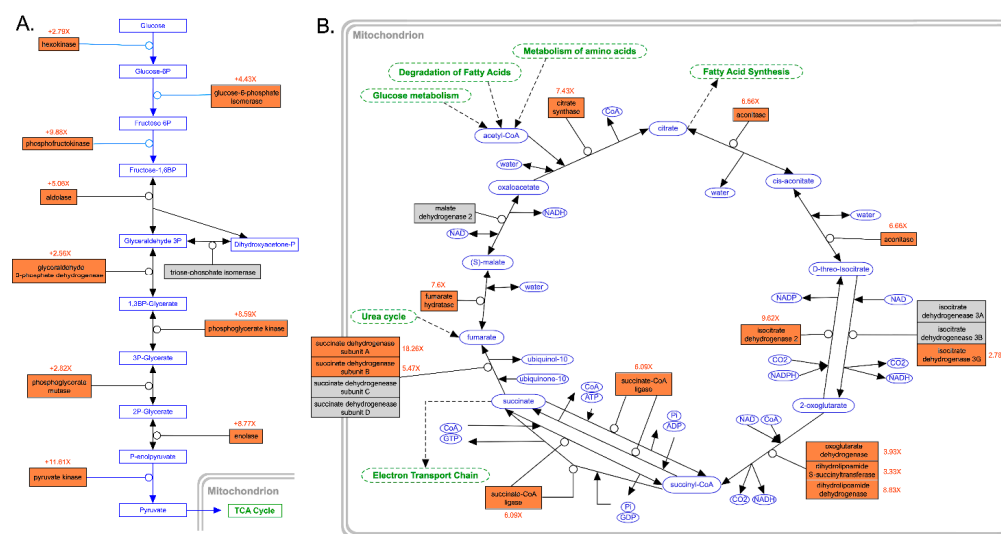 A.
Glucose
+2.79X
hexokinase
Glucose-6P
+4.43X
glucose-6-phosphate
isomerase
Fructose 6P
+9.88X
phosphofructokinase
Fructose-1,6BP
+5.06X
aldolase
Glyceraldehyde 3P
Dihydroxyacetone-P
triose-phosphate isomerase
+2.56X
glyceraldehyde
3-phosphate dehydrogenase
1,3BP-Glycerate
+8.59X
phosphoglycerate kinase
3P-Glycerate
+2.82X
phosphoglycerate
mutase
2P-Glycerate
+8.77X
enolase
P-enolpyruvate
+11.61X
pyruvate kinase
Pyruvate
Mitochondrion
TCA Cycle
B.
Mitochondrion
Metabolism of amino acids
Degradation of Fatty Acids
Glucose metabolism
Fatty Acid Synthesis
acetyl-CoA
7.43X
citrate
synthase
CoA
citrate
6.56X
aconitase
water
cis-aconitate
water
6.66X
aconitase
D-threo-Isocitrate
water
oxaloacetate
malate
dehydrogenase 2
NADH
NAD
(S)-malate
7.6X
fumarate
hydratase
water
Urea cycle
fumarate
succinate dehydrogenase
subunit A
18.26X
succinate dehydrogenase
subunit B
5.47X
succinate dehydrogenease
subunit C
succinate dehydrogenease
subunit D
ubiquinol-10
ubiquinone-10
succinate
NADP
NAD
9.62X
isocitrate
dehydrogenase 2
isocitrate
dehydrogenase 3A
isocitrate
dehydrogenase 3B
isocitrate
dehydrogenase 3G
2.78
CO2
NADPH
CO2
NADH
2-oxoglutarate
NAD
CoA
oxoglutarate
dehydrogenase
3.93X
dihydrolipoamide
S-succinyltransferase
3.33X
dihydrolipoamide
dehydrogenase
8.83X
CO2
NADH
succinyl-CoA
6.09X
succinate-CoA
ligase
CoA
ATP
Pi
ADP
CoA
GTP
Pi
GDP
succinate-CoA
ligase
6.09X
Electron Transport Chain